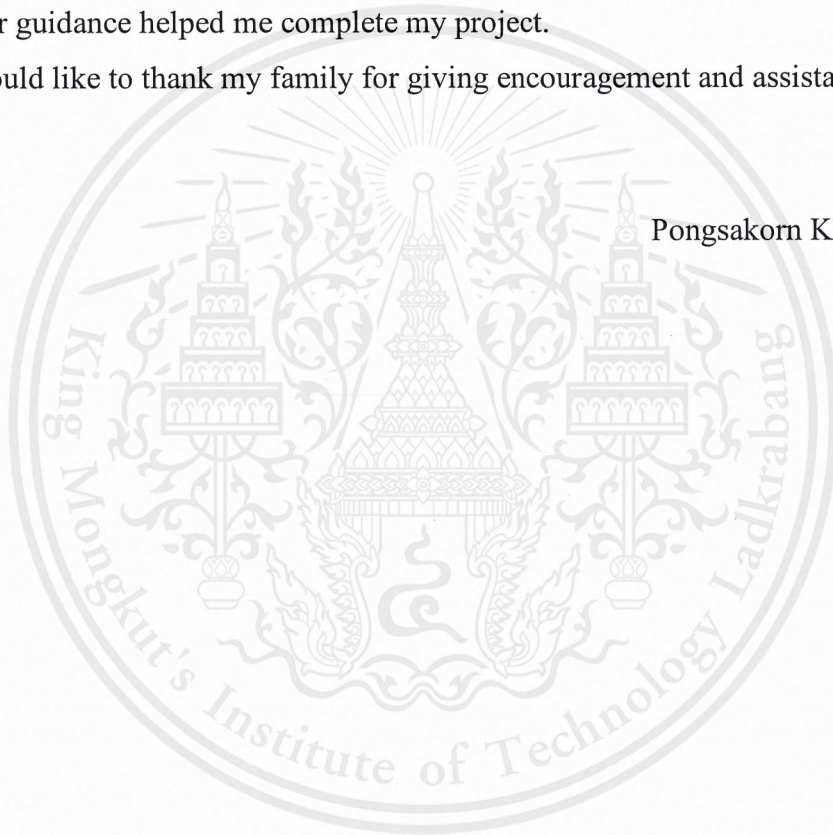 r guidance helped me complete my project.
ould like to thank my family for giving encouragement and assista
Pongsakorn K
King Mongkut's Institute of Technology Ladkrabang